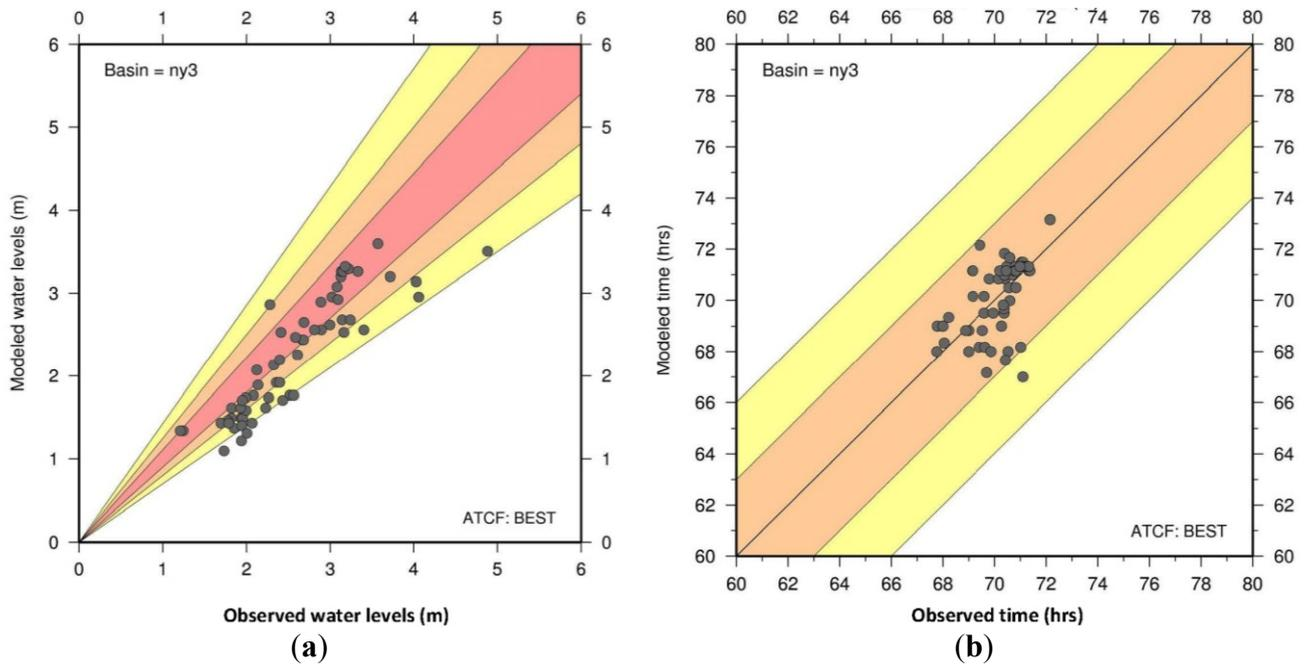 0 1 2 3 4 5 6
6 6
Basin = ny3
5 5
4 4
3 3
2 2
1 1
ATCF: BEST
0 0
0 1 2 3 4 5 6
Modeled water levels (m)
Observed water levels (m)
(a)
60 62 64 66 68 70 72 74 76 78 80
80 80
Basin = ny3
78 78
76 76
74 74
72 72
70 70
68 68
66 66
64 64
62 62
ATCF: BEST
60 60
60 62 64 66 68 70 72 74 76 78 80
Modeled time (hrs)
Observed time (hrs)
(b)